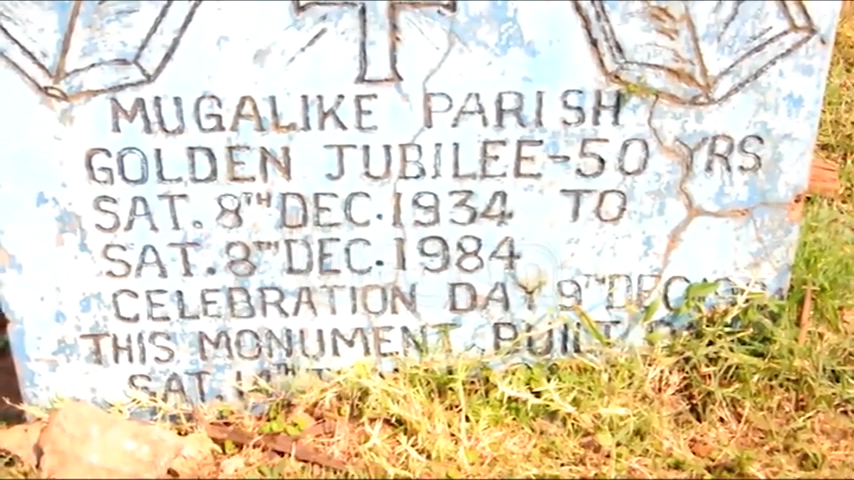 MUGALIKE PARISH
GOLDEN JUBILEE-50 YRS
SAT. 8TH DEC. 1934 TO
SAT. 8TH DEC. 1984
CELEBRATION DAY 9TH DEC
THIS MONUMENT BUILT
SAT.